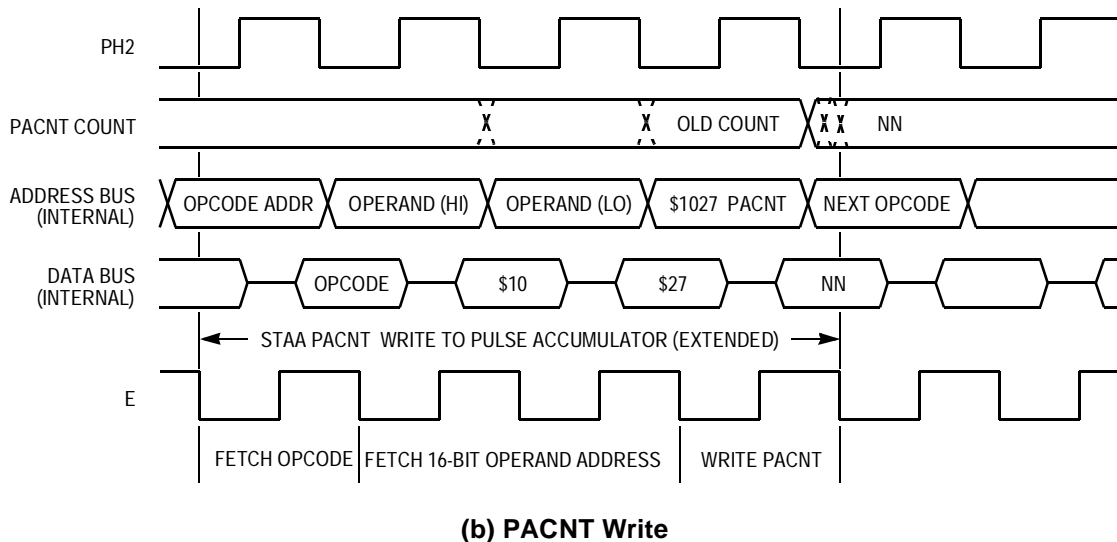 PH2
PACNT COUNT
OLD COUNT
NN
ADDRESS BUS
(INTERNAL)
OPCODE ADDR
OPERAND (HI)
OPERAND (LO)
$1027 PACNT
NEXT OPCODE
DATA BUS
(INTERNAL)
OPCODE
$10
$27
NN
STAA PACNT WRITE TO PULSE ACCUMULATOR (EXTENDED)
E
FETCH OPCODE
FETCH 16-BIT OPERAND ADDRESS
WRITE PACNT
(b) PACNT Write